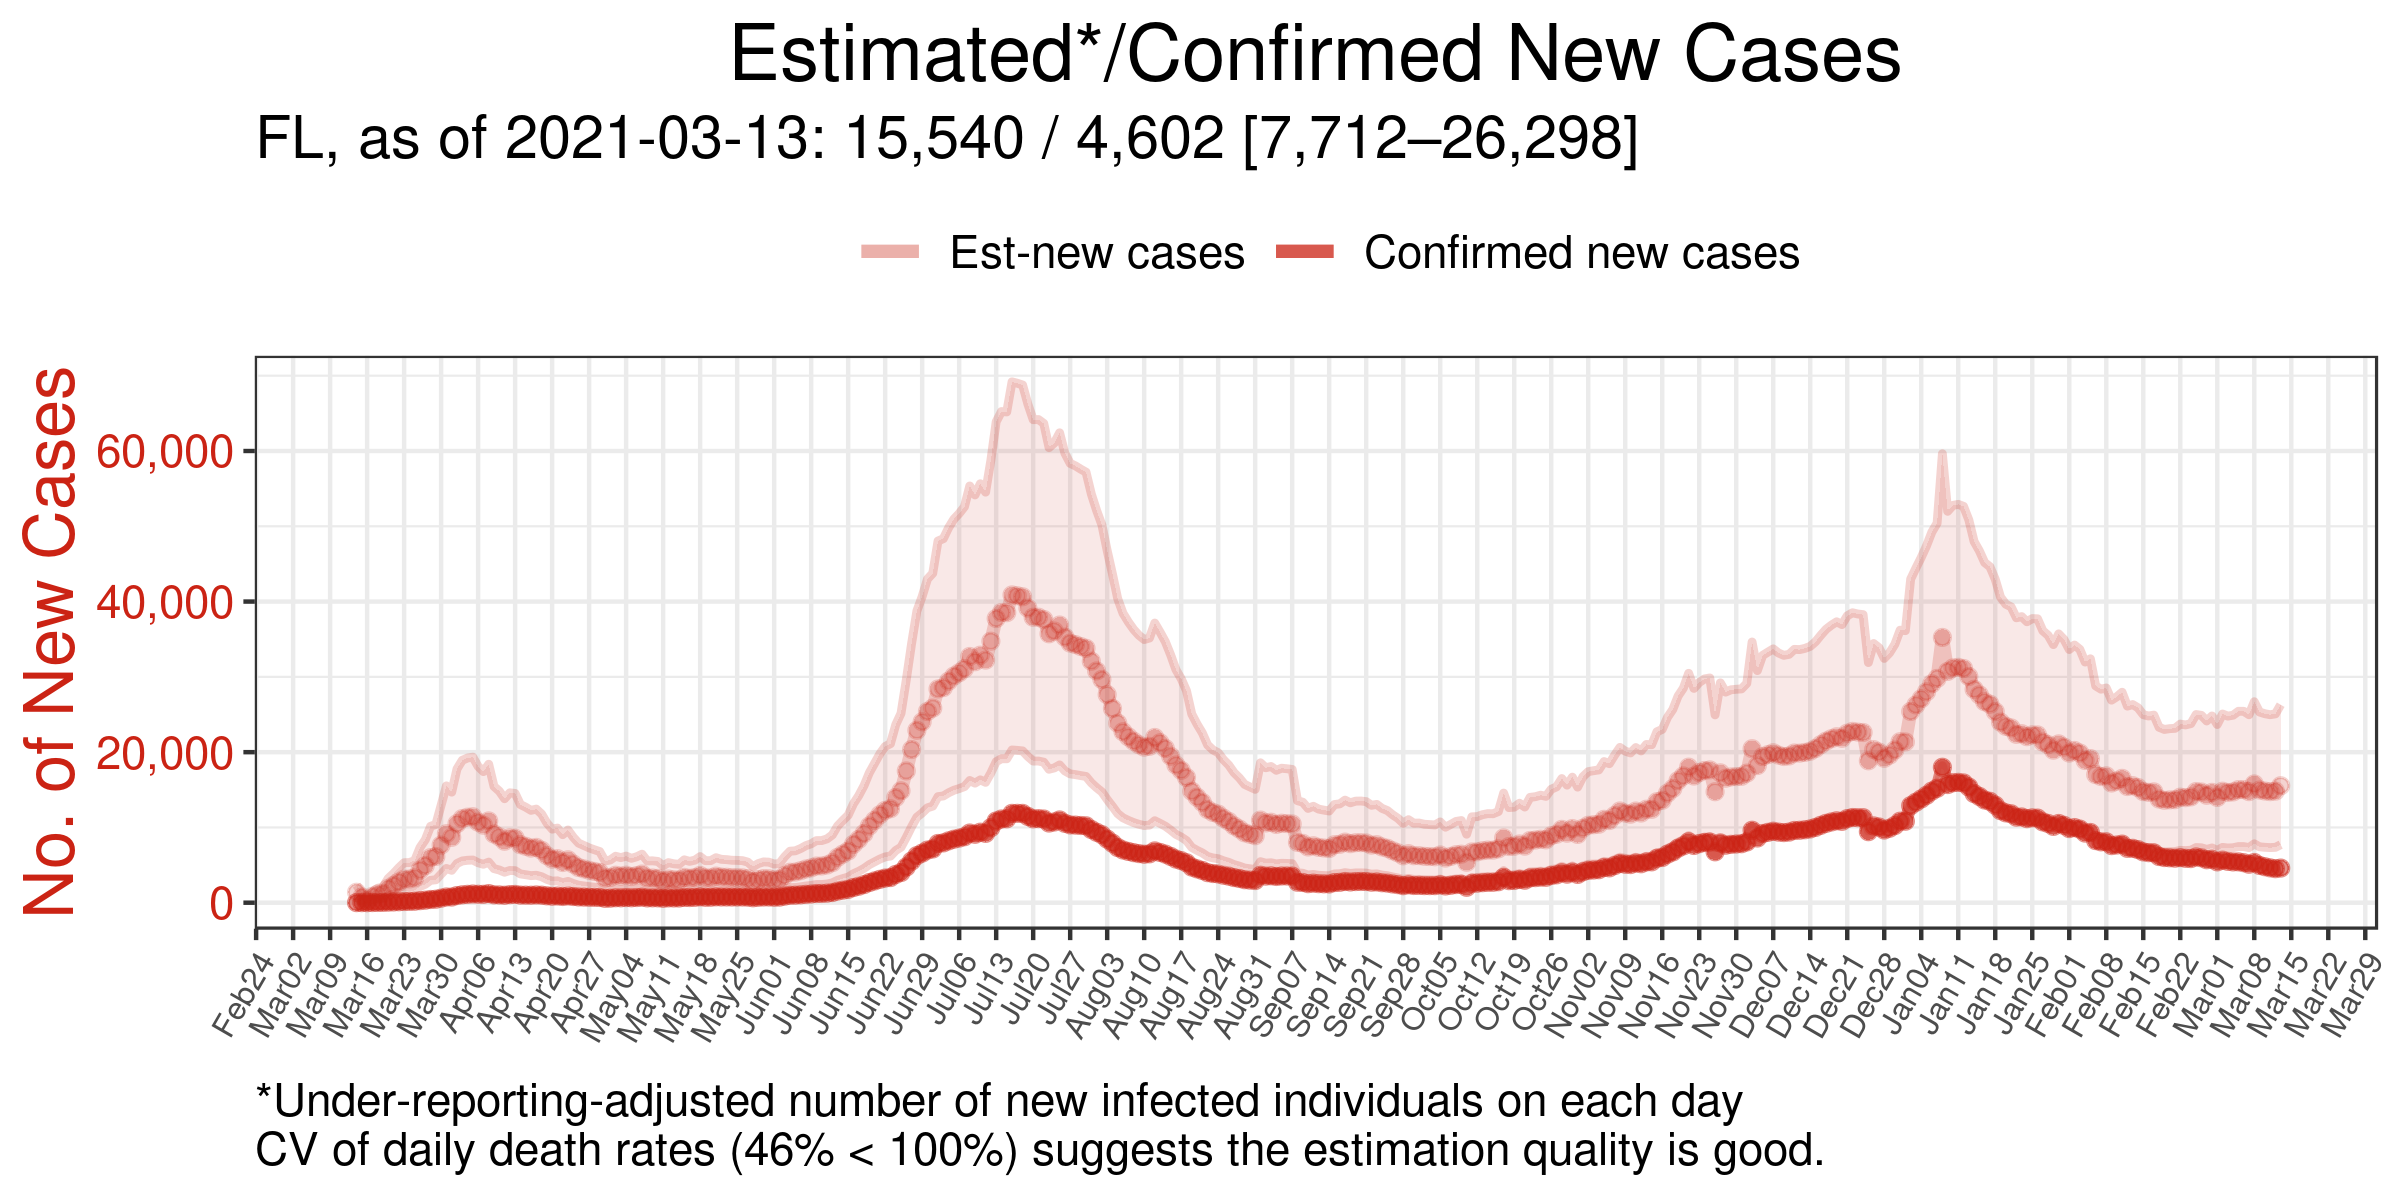 Estimated*/Confirmed New Cases
FL, as of 2021-03-13: 15,540 / 4,602 [7,712–26,298]
Est-new cases Confirmed new cases
No. of New Cases
60,000
40,000
20,000
0
Feb24 Mar02 Mar09 Mar16 Mar23 Mar30 Apr06 Apr13 Apr20 Apr27 May04 May11 May18 May25 Jun01 Jun08 Jun15 Jun22 Jun29 Jul06 Jul13 Jul20 Jul27 Aug03 Aug10 Aug17 Aug24 Aug31 Sep07 Sep14 Sep21 Sep28 Oct05 Oct12 Oct19 Oct26 Nov02 Nov09 Nov16 Nov23 Nov30 Dec07 Dec14 Dec21 Dec28 Jan04 Jan11 Jan18 Jan25 Feb01 Feb08 Feb15 Feb22 Mar01 Mar08 Mar15 Mar22 Mar29
*Under-reporting-adjusted number of new infected individuals on each day
CV of daily death rates (46% < 100%) suggests the estimation quality is good.